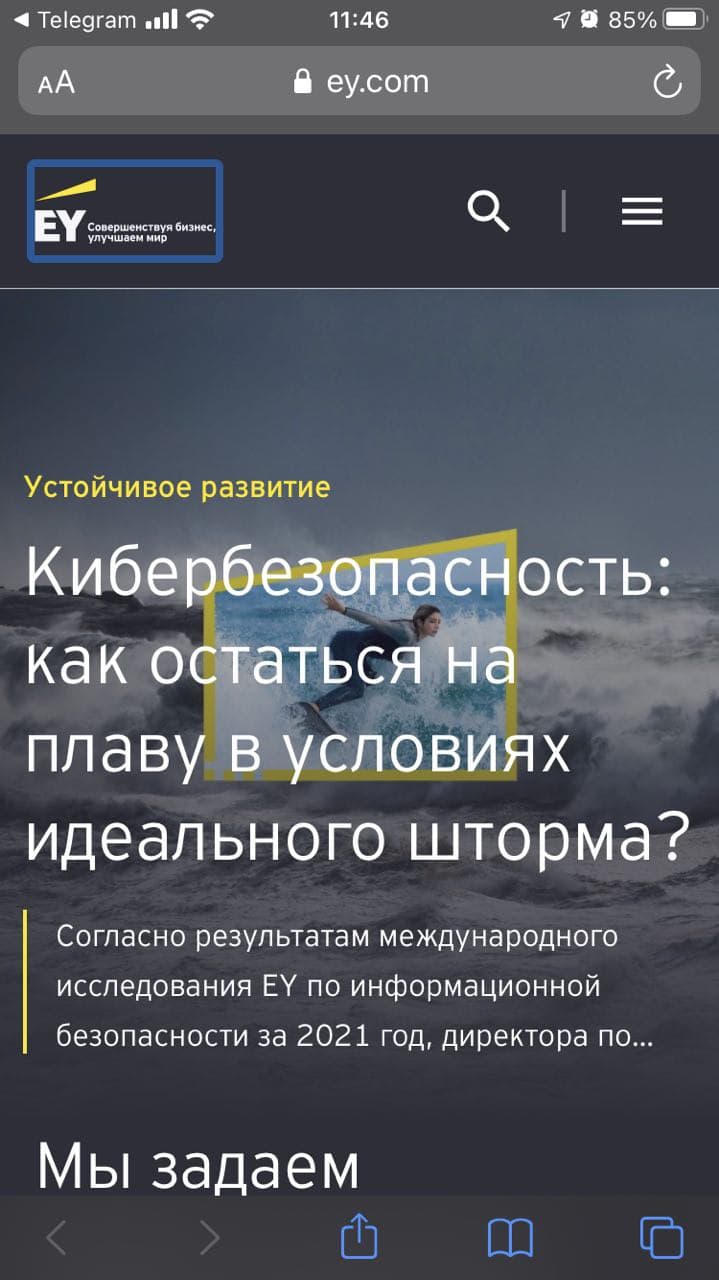 Telegram
11:46
85%
AA
ey.com
EY
Совершенствуя бизнес,
улучшаем мир
Устойчивое развитие
Кибербезопасность:
как остаться на
плаву в условиях
идеального шторма?
Согласно результатам международного
исследования EY по информационной
безопасности за 2021 год, директора по...
Мы задаем